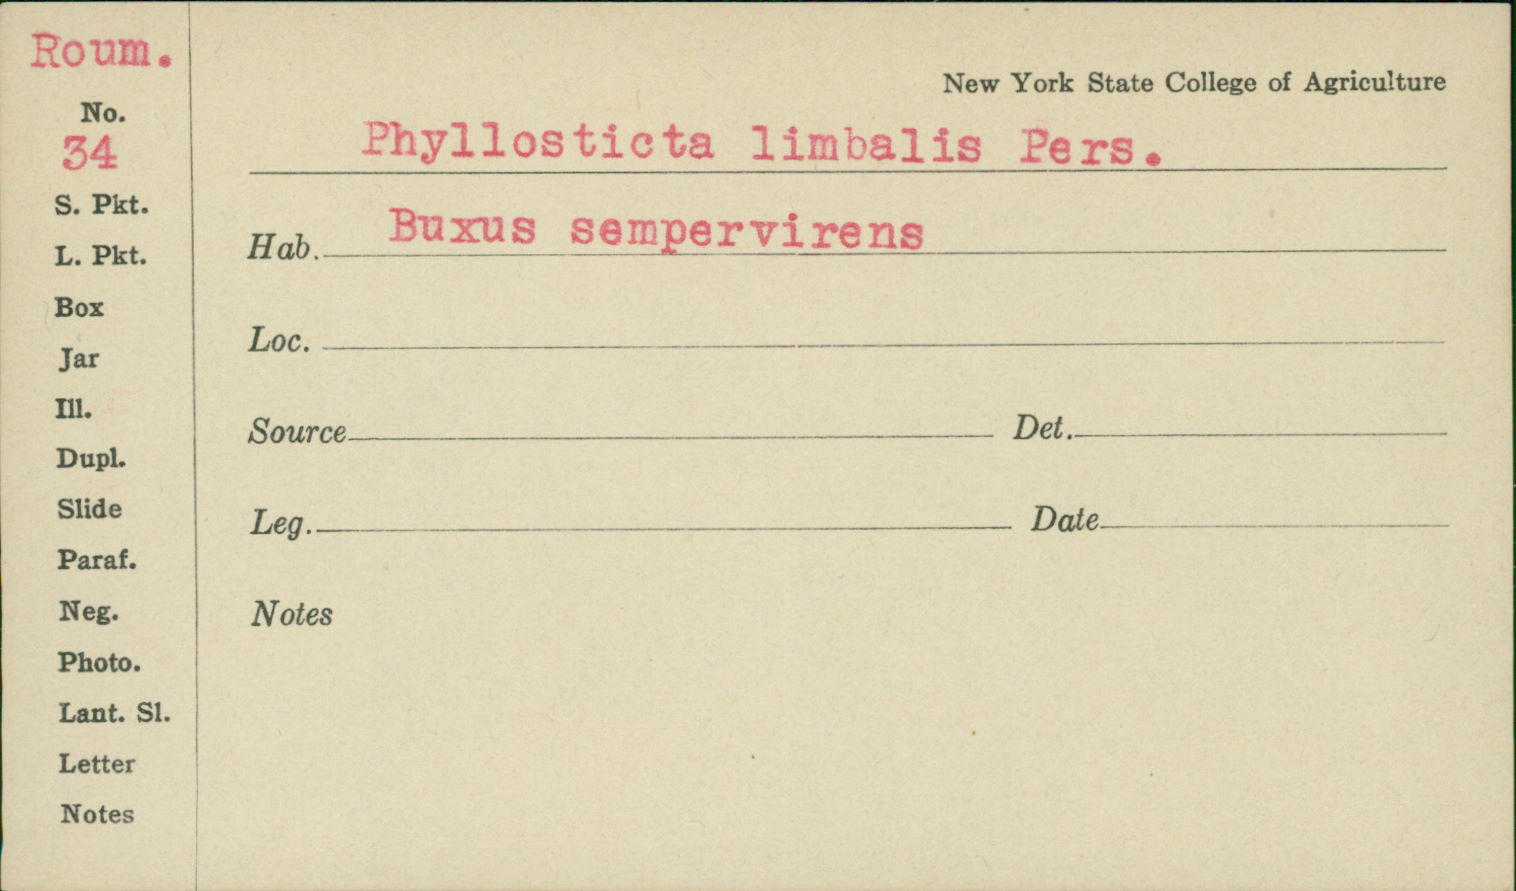 Roum.
No.
34
S. Pkt.
L. Pkt.
Box
Jar
Ill.
Dupl.
Slide
Paraf.
Neg.
Photo.
Lant. Sl.
Letter
Notes
New York State College of Agriculture
Phyllosticta limbalis Pers.
Hab. Buxus sempervirens
Loc.
Source Det.
Leg. Date
Notes